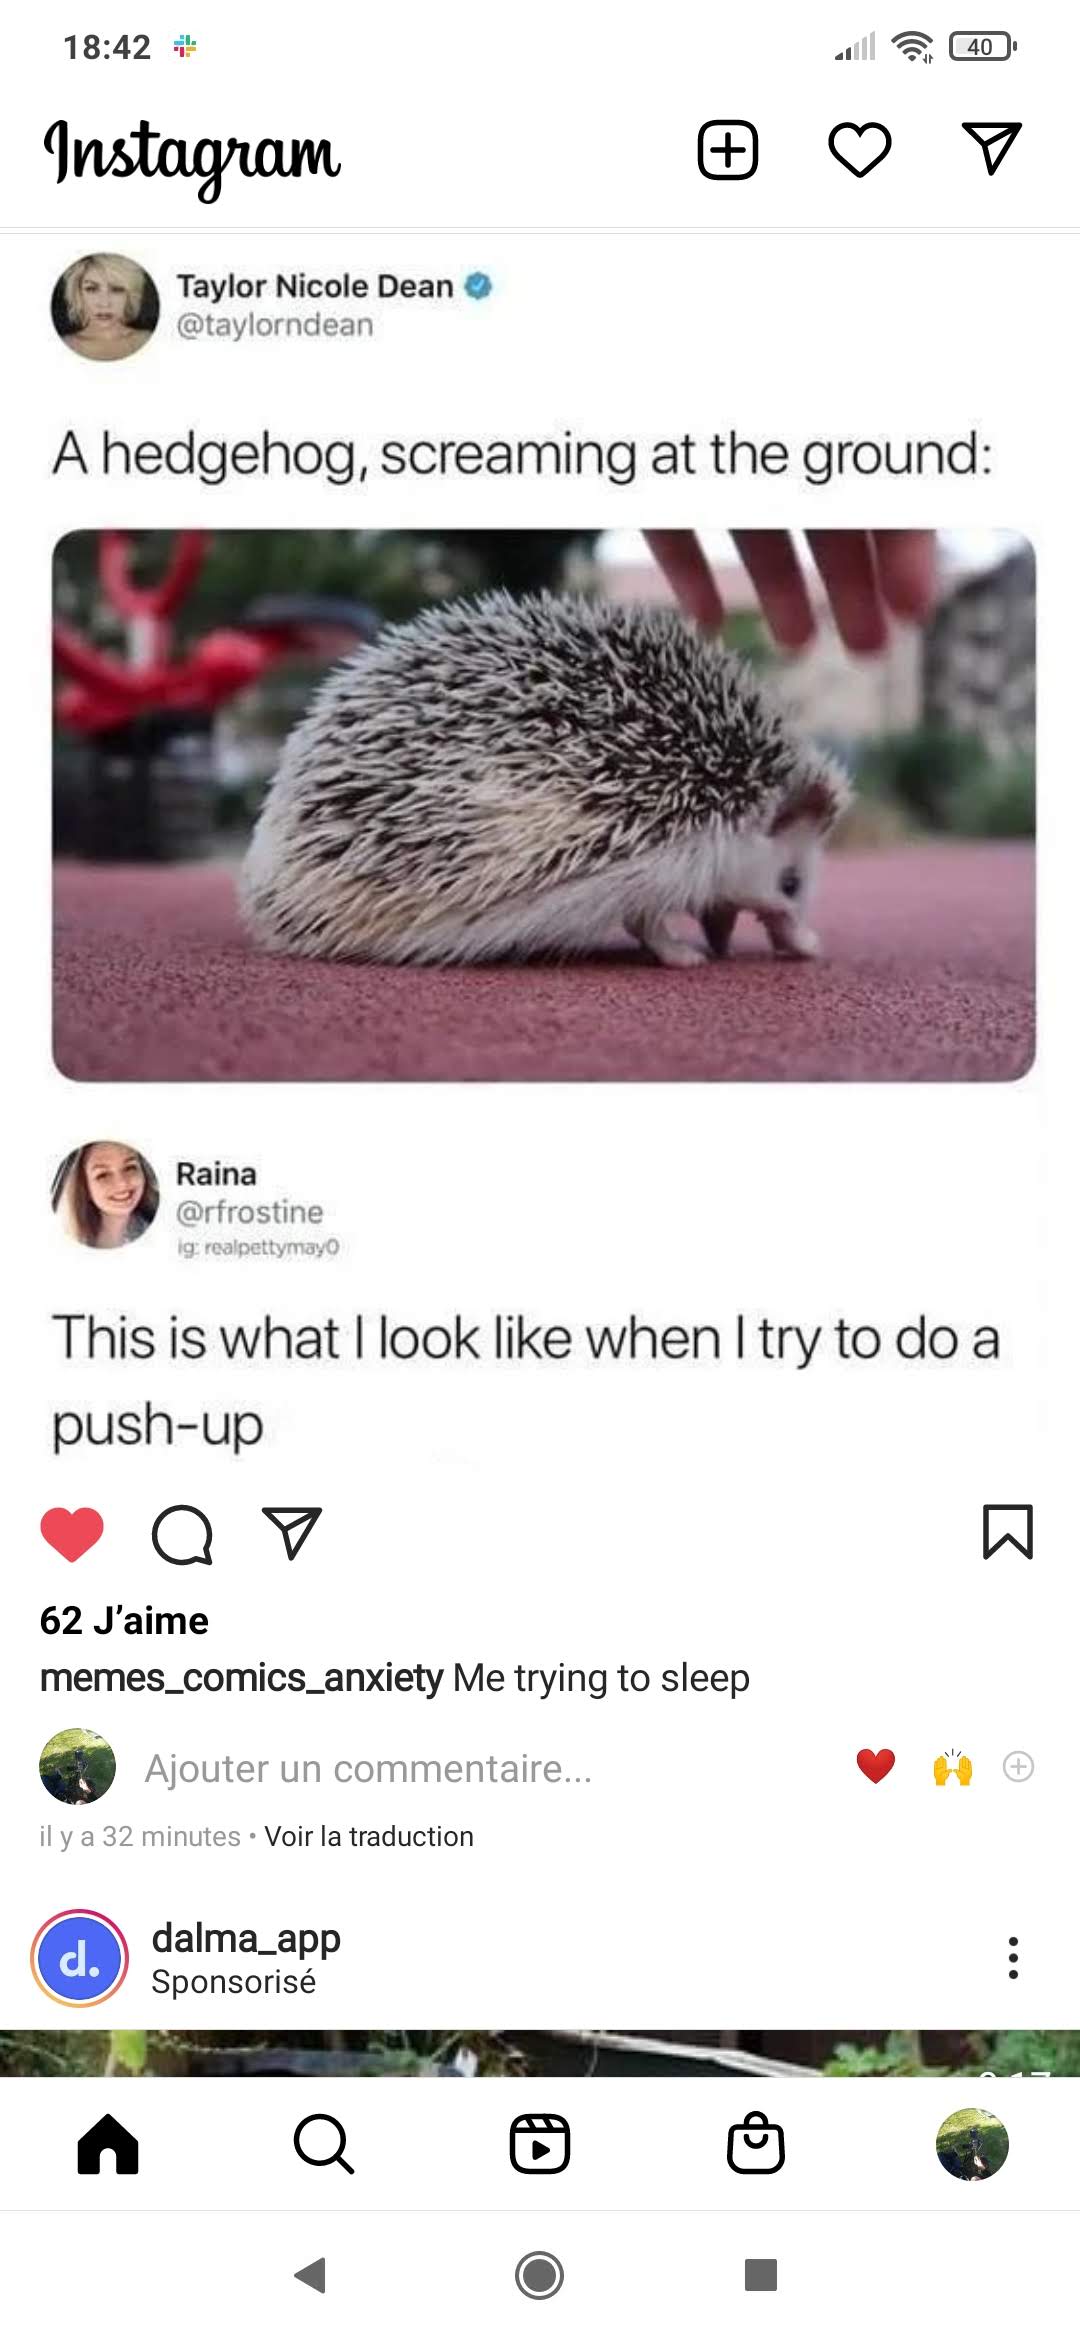 18:42
40
Instagram
Taylor Nicole Dean
@taylorndean
A hedgehog, screaming at the ground:
Raina
@rfrostine
ig: realpettymay0
This is what I look like when I try to do a
push-up
62 J’aime
memes_comics_anxiety Me trying to sleep
Ajouter un commentaire...
il y a 32 minutes • Voir la traduction
d.
dalma_app
Sponsorisé